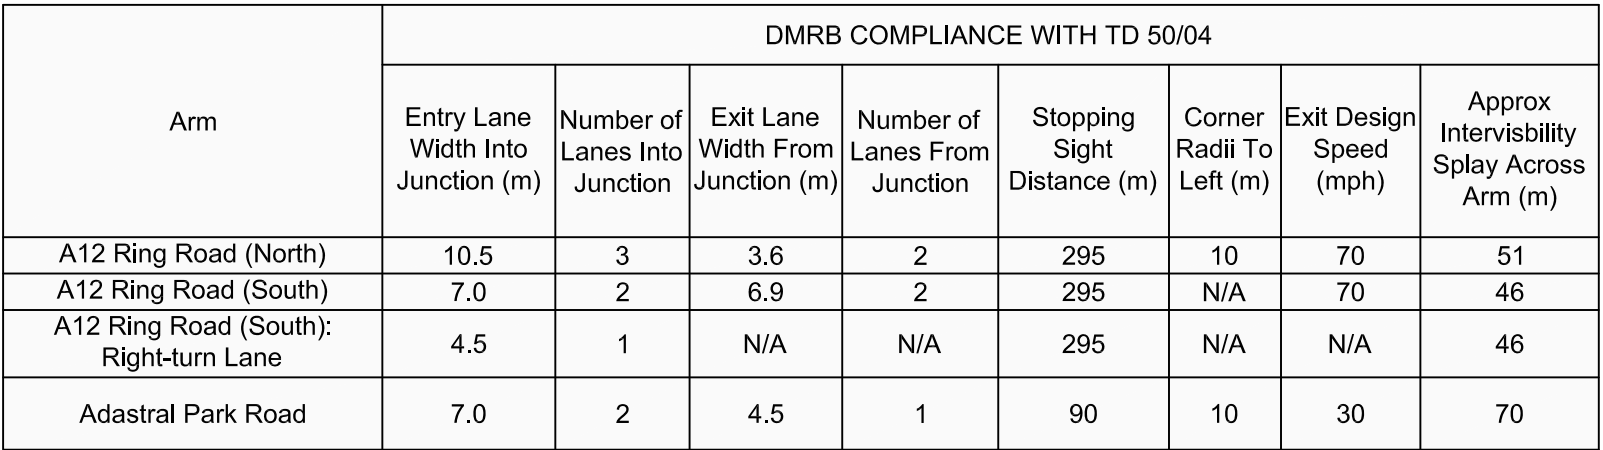 DMRB COMPLIANCE WITH TD 50/04
Arm
Entry Lane
Width Into
Junction (m)
Number of
Lanes Into
Junction
Exit Lane
Width From
Junction (m)
Number of
Lanes From
Junction
Stopping
Sight
Distance (m)
Corner
Radii To
Left (m)
Exit Design
Speed
(mph)
Approx
Intervisbility
Splay Across
Arm (m)
A12 Ring Road (North) 10.5 3 3.6 2 295 10 70 51
A12 Ring Road (South) 7.0 2 6.9 2 295 N/A 70 46
A12 Ring Road (South):
Right-turn Lane 4.5 1 N/A N/A 295 N/A N/A 46
Adastral Park Road 7.0 2 4.5 1 90 10 30 70